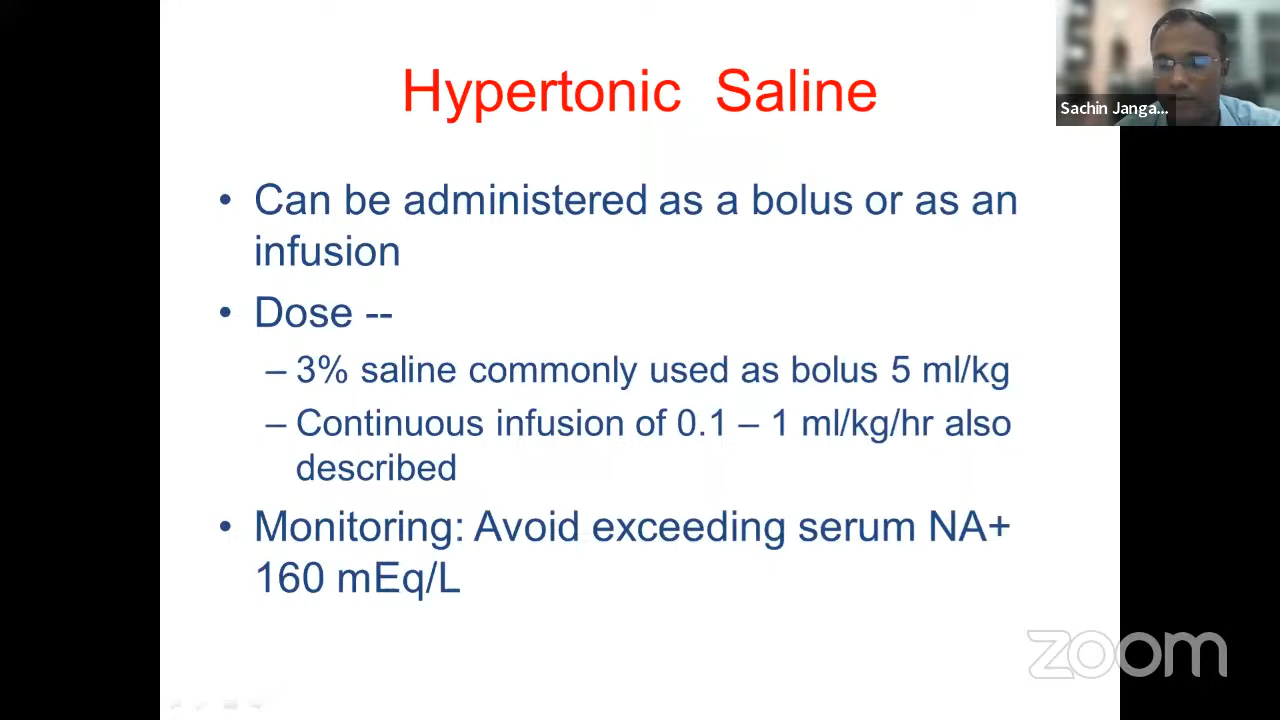 Hypertonic Saline
Sachin Janga...
• Can be administered as a bolus or as an
infusion
• Dose --
– 3% saline commonly used as bolus 5 ml/kg
– Continuous infusion of 0.1 – 1 ml/kg/hr also
described
• Monitoring: Avoid exceeding serum NA+
160 mEq/L
zoom